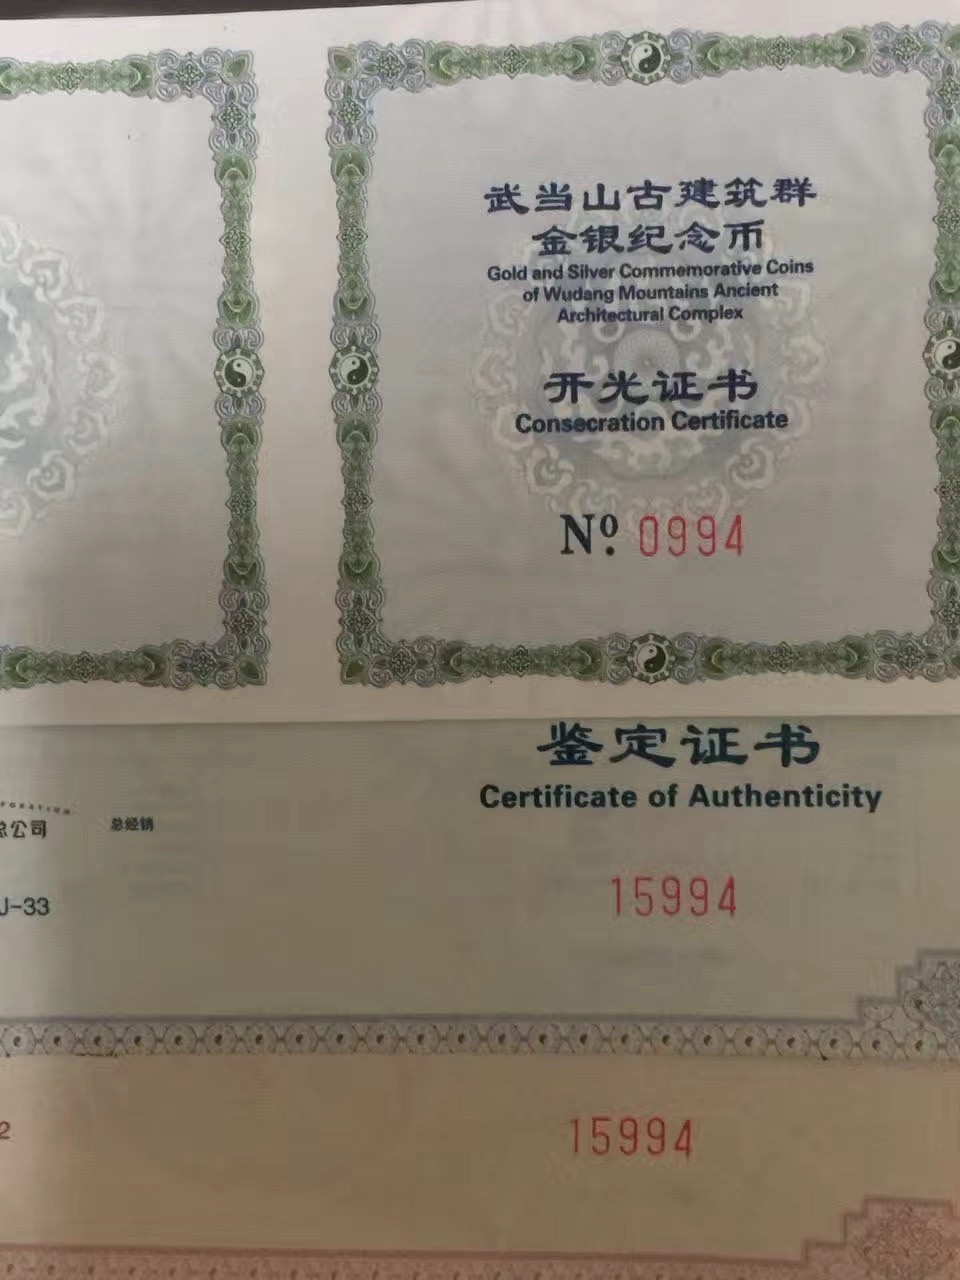 武当山古建筑群
金银纪念币
Gold and Silver Commemorative Coins
of Wudang Mountains Ancient
Architectural Complex
开光证书
Consecration Certificate
Nº. 0994
鉴定证书
Certificate of Authenticity
总公司
总经销
15994
J-33
15994
2